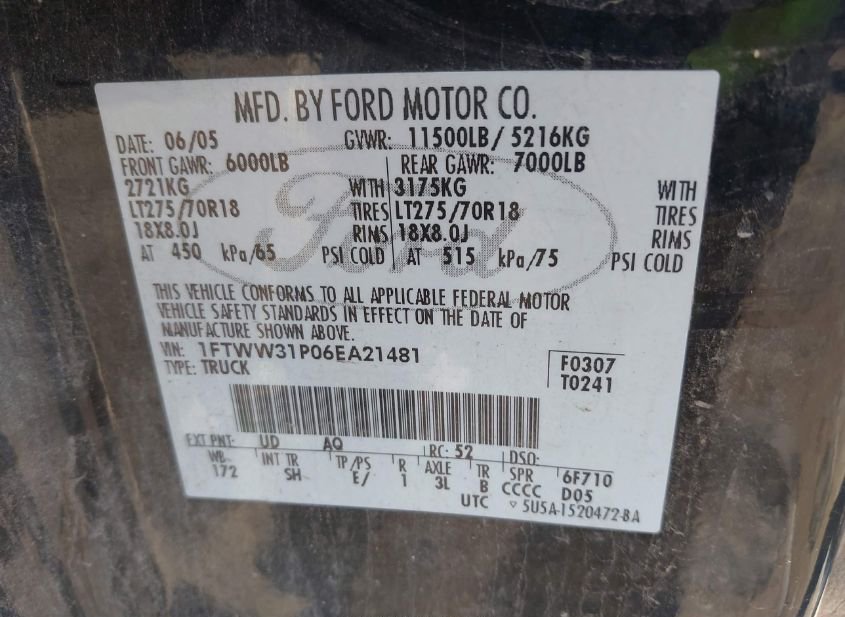 MFD. BY FORD MOTOR CO.
DATE: 06/05 GVWR: 11500LB/ 5216KG
FRONT GAWR: 6000LB REAR GAWR: 7000LB
2721KG WITH 3175KG WITH
LT275/70R18 TIRES LT275/70R18 TIRES
18X8.0J RIMS 18X8.0J RIMS
AT 450 kPa/65 PSI COLD AT 515 kPa/75 PSI COLD
Ford
THIS VEHICLE CONFORMS TO ALL APPLICABLE FEDERAL MOTOR
VEHICLE SAFETY STANDARDS IN EFFECT ON THE DATE OF
MANUFACTURE SHOWN ABOVE.
VIN: 1FTWW31P06EA21481 F0307
TYPE: TRUCK T0241
EXT PNT: UD AQ RC: 52 DSO:
WB INT TR TP/PS R AXLE TR SPR 6F710
172 SH E/ 1 3L B CCCC D05
UTC ▽ 5U5A-1520472-BA